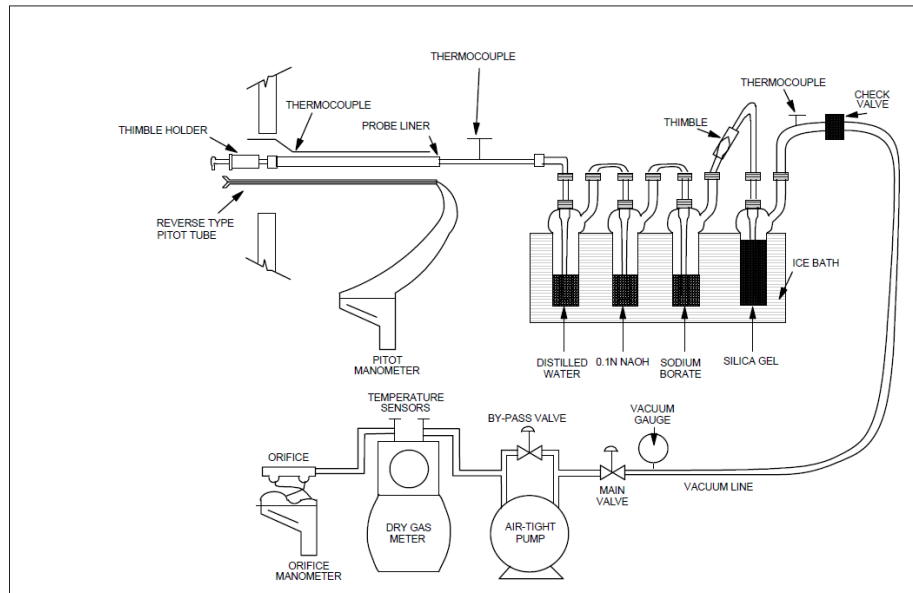 THERMOCOUPLE
THERMOCOUPLE
CHECK
VALVE
THERMOCOUPLE
THIMBLE
THIMBLE HOLDER
PROBE LINER
REVERSE TYPE
PITOT TUBE
ICE BATH
PITOT
MANOMETER
DISTILLED
WATER
0.1N NAOH
SODIUM
BORATE
SILICA GEL
TEMPERATURE
SENSORS
BY-PASS VALVE
VACUUM
GAUGE
ORIFICE
MAIN
VALVE
VACUUM LINE
DRY GAS
METER
AIR-TIGHT
PUMP
ORIFICE
MANOMETER